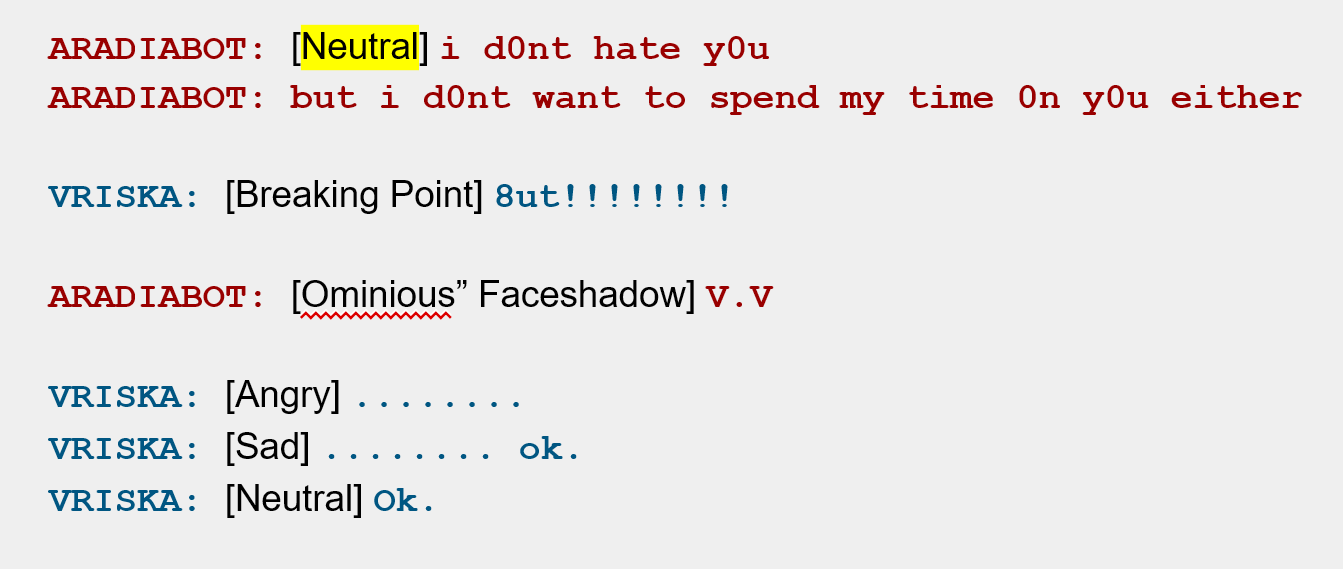 ARADIABOT: [Neutral] i d0nt hate y0u
ARADIABOT: but i d0nt want to spend my time 0n y0u either
VRISKA: [Breaking Point] 8ut!!!!!!!!
ARADIABOT: [Ominious” Faceshadow] V.V
VRISKA: [Angry] ........
VRISKA: [Sad] ........ ok.
VRISKA: [Neutral] Ok.